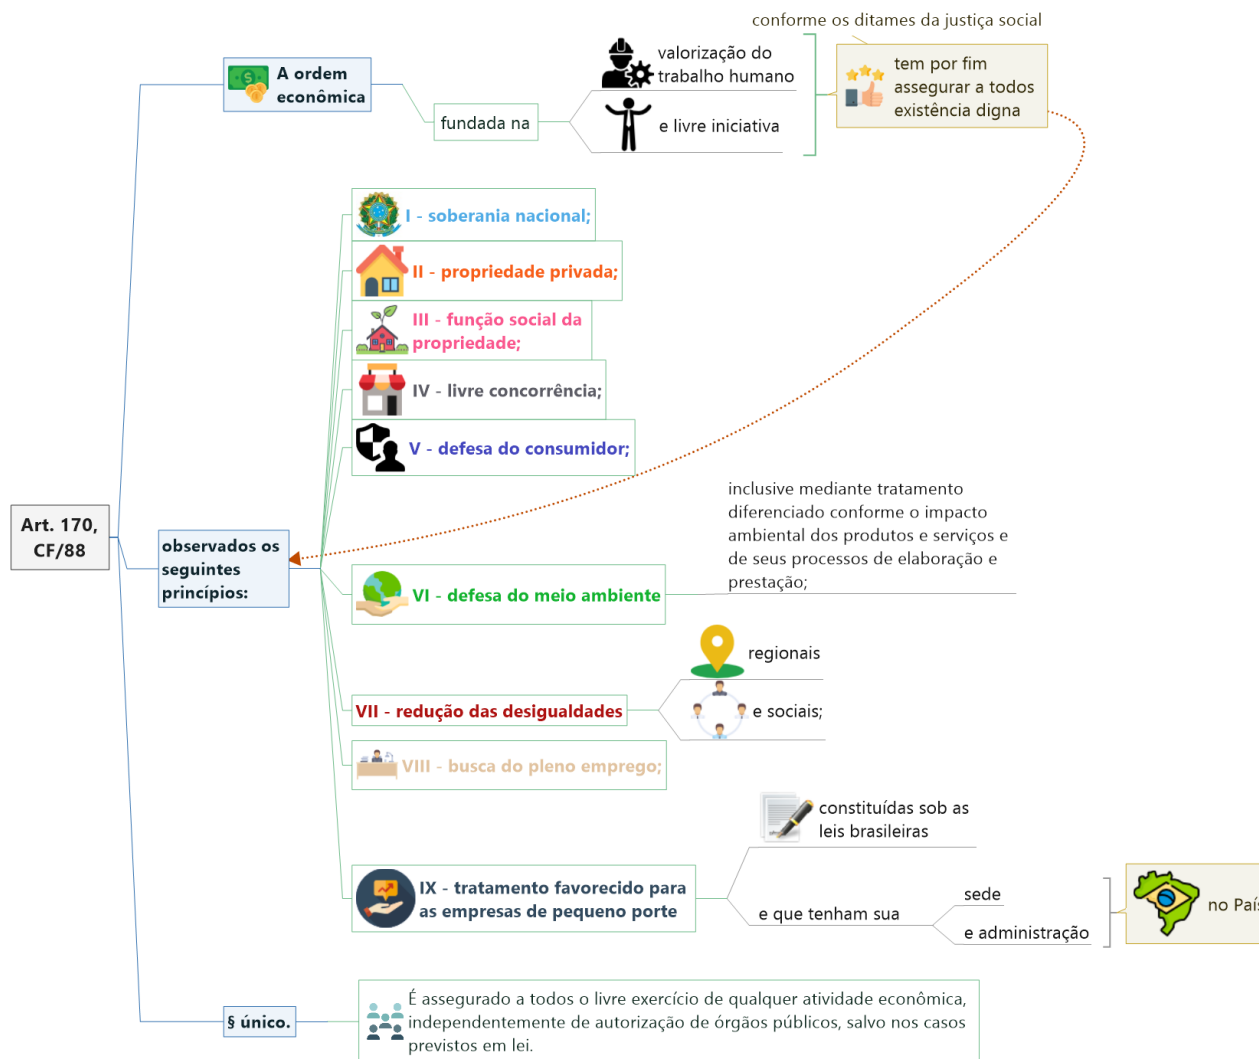 conforme os ditames da justiça social
A ordem
econômica
fundada na
valorização do
trabalho humano
e livre iniciativa
tem por fim
assegurar a todos
existência digna
I - soberania nacional;
II - propriedade privada;
III - função social da
propriedade;
IV - livre concorrência;
V - defesa do consumidor;
Art. 170,
CF/88
observados os
seguintes
princípios:
VI - defesa do meio ambiente
inclusive mediante tratamento
diferenciado conforme o impacto
ambiental dos produtos e serviços e
de seus processos de elaboração e
prestação;
VII - redução das desigualdades
regionais
e sociais;
VIII - busca do pleno emprego;
IX - tratamento favorecido para
as empresas de pequeno porte
constituídas sob as
leis brasileiras
e que tenham sua
sede
e administração
no País
§ único.
É assegurado a todos o livre exercício de qualquer atividade econômica,
independentemente de autorização de órgãos públicos, salvo nos casos
previstos em lei.